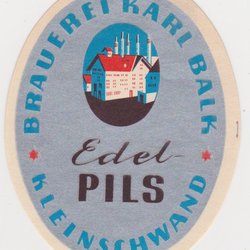 BRAUEREI KARL BALK
Edel-
PILS
* KLEINSCHWAND *